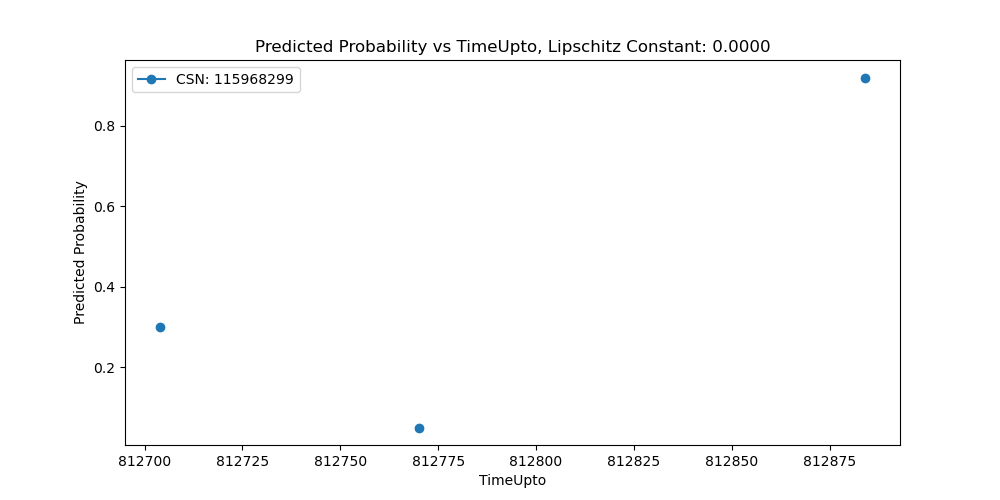 Predicted Probability vs TimeUpto, Lipschitz Constant: 0.0000
CSN: 115968299
Predicted Probability
0.8
0.6
0.4
0.2
812700 812725 812750 812775 812800 812825 812850 812875
TimeUpto